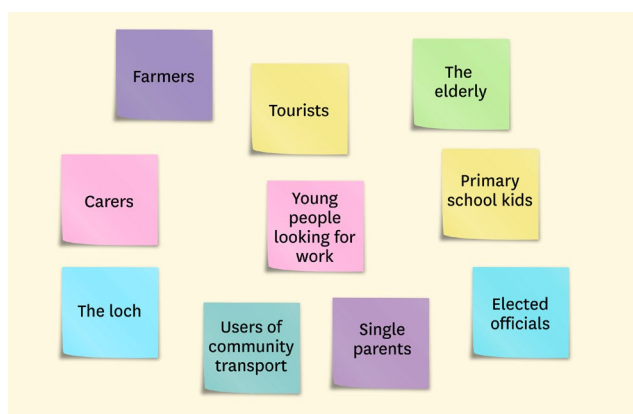 Farmers
Tourists
The
elderly
Carers
Young
people
looking for
work
Primary
school kids
The loch
Users of
community
transport
Single
parents
Elected
officials